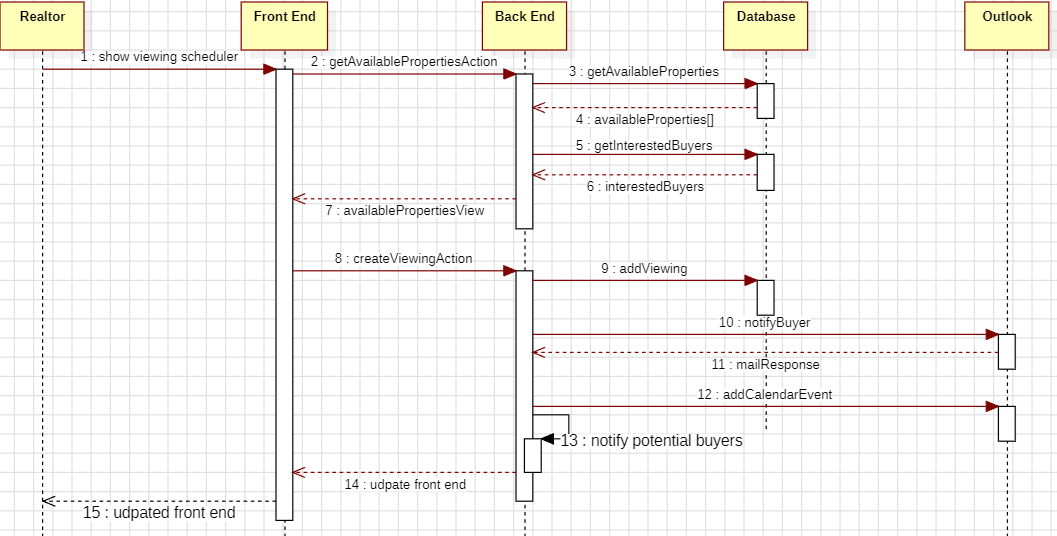 Realtor
Front End
Back End
Database
Outlook
1 : show viewing scheduler
2 : getAvailablePropertiesAction
3 : getAvailableProperties
4 : availableProperties[]
5 : getInterestedBuyers
6 : interestedBuyers
7 : availablePropertiesView
8 : createViewingAction
9 : addViewing
10 : notifyBuyer
11 : mailResponse
12 : addCalendarEvent
13 : notify potential buyers
14 : udpate front end
15 : udpated front end